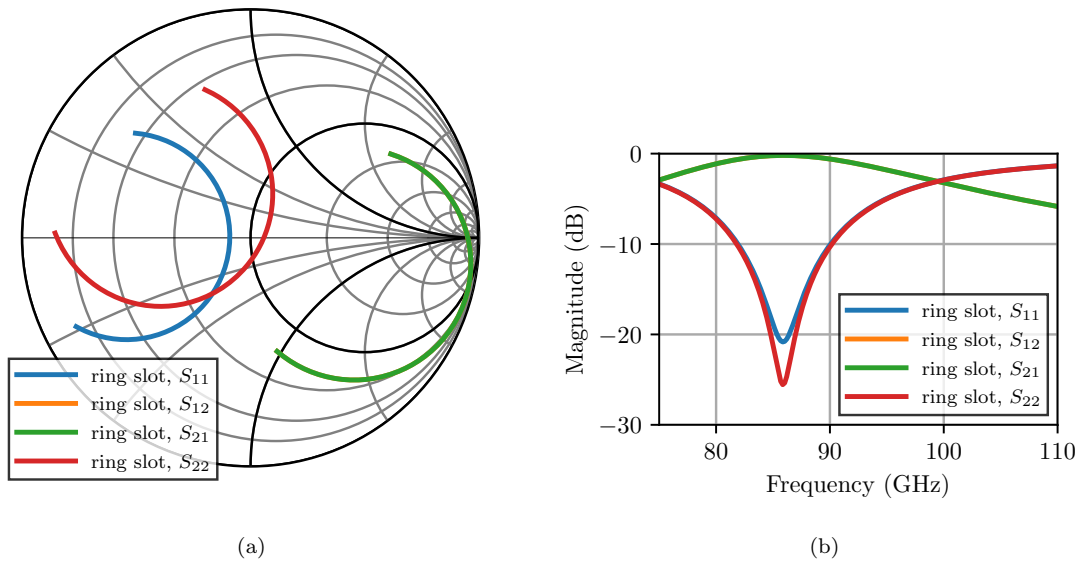 ring slot, S₁₁
ring slot, S₁₂
ring slot, S₂₁
ring slot, S₂₂
(a)
Magnitude (dB)
0
−10
−20
−30
ring slot, S₁₁
ring slot, S₁₂
ring slot, S₂₁
ring slot, S₂₂
80 90 100 110
Frequency (GHz)
(b)